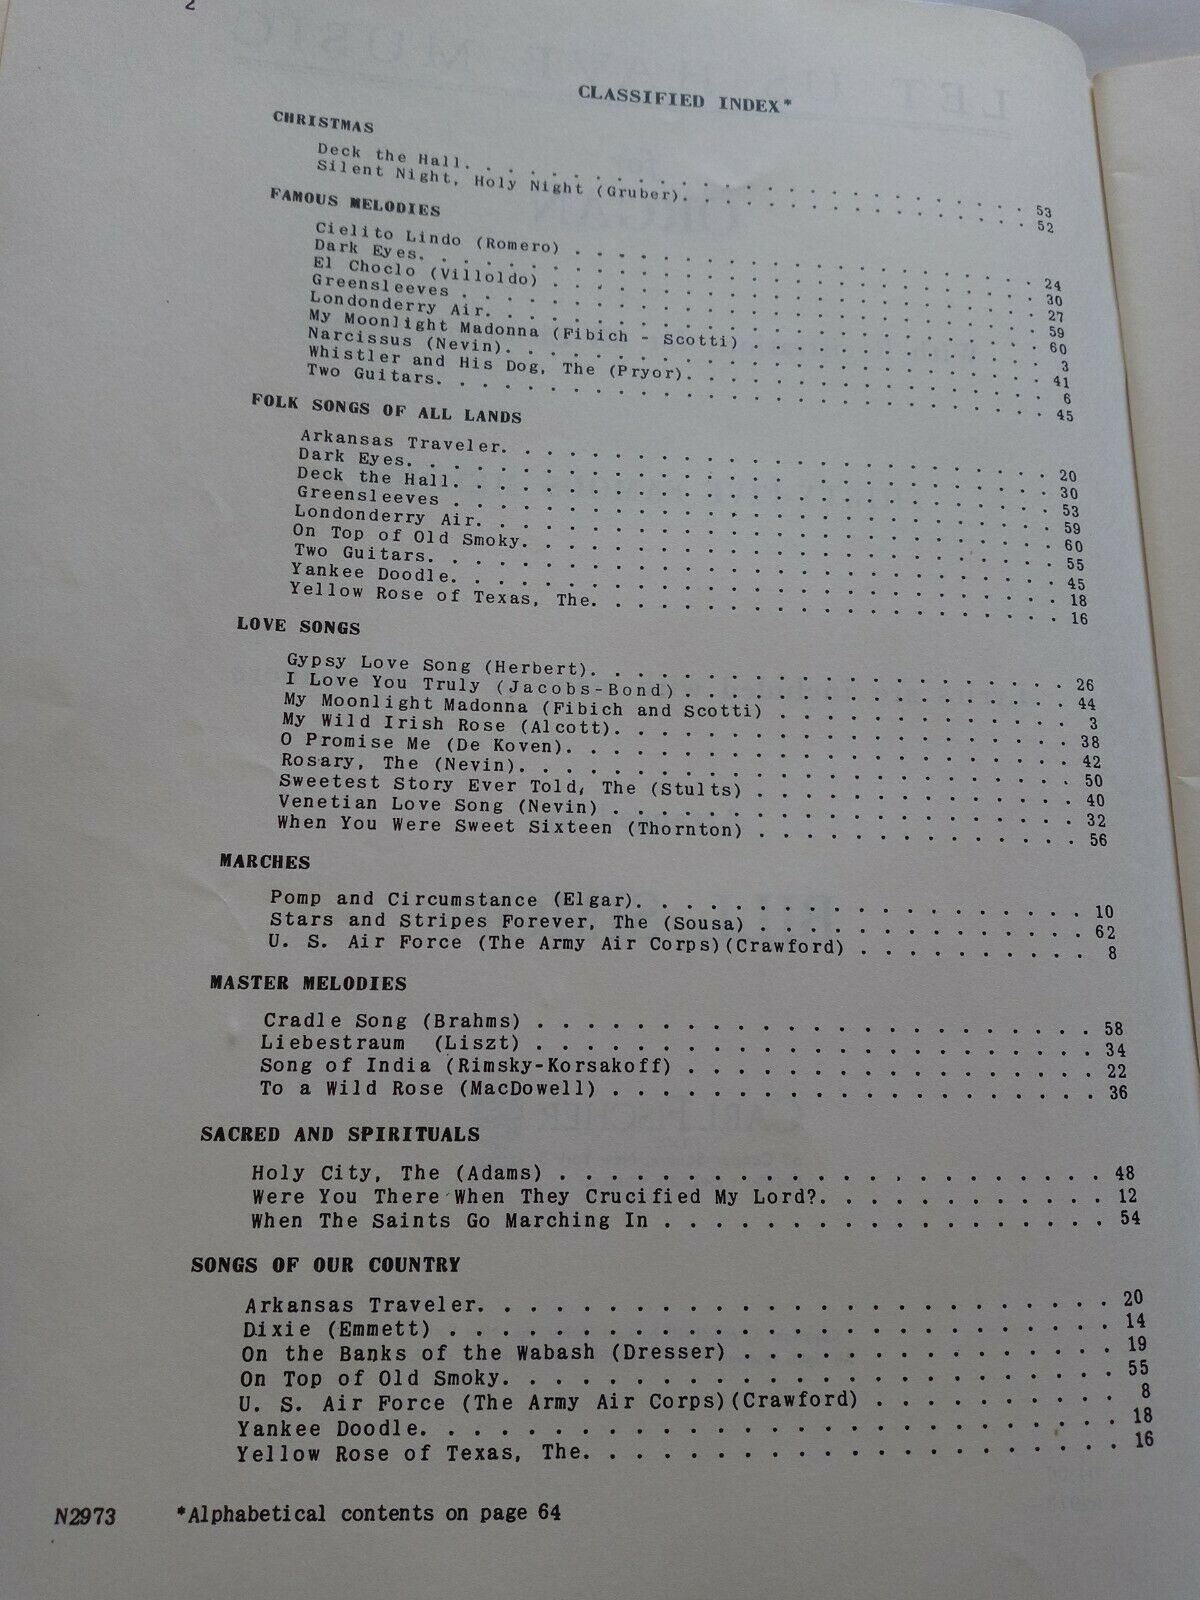 2
CLASSIFIED INDEX*
CHRISTMAS
Deck the Hall. . . . . . . . . . . . . . . . . . . . . . . 53
Silent Night, Holy Night (Gruber). . . . . . . . . . . . . . 52
FAMOUS MELODIES
Cielito Lindo (Romero) . . . . . . . . . . . . . . . . . . . 24
Dark Eyes. . . . . . . . . . . . . . . . . . . . . . . . . 30
El Choclo (Villoldo) . . . . . . . . . . . . . . . . . . . . 27
Greensleeves . . . . . . . . . . . . . . . . . . . . . . . 59
Londonderry Air. . . . . . . . . . . . . . . . . . . . . . 60
My Moonlight Madonna (Fibich - Scotti) . . . . . . . . . . . 3
Narcissus (Nevin). . . . . . . . . . . . . . . . . . . . . 41
Whistler and His Dog, The (Pryor). . . . . . . . . . . . . . 6
Two Guitars. . . . . . . . . . . . . . . . . . . . . . . . 45
FOLK SONGS OF ALL LANDS
Arkansas Traveler. . . . . . . . . . . . . . . . . . . . . 20
Dark Eyes. . . . . . . . . . . . . . . . . . . . . . . . . 30
Deck the Hall. . . . . . . . . . . . . . . . . . . . . . . 53
Greensleeves . . . . . . . . . . . . . . . . . . . . . . . 59
Londonderry Air. . . . . . . . . . . . . . . . . . . . . . 60
On Top of Old Smoky. . . . . . . . . . . . . . . . . . . . 55
Two Guitars. . . . . . . . . . . . . . . . . . . . . . . . 45
Yankee Doodle. . . . . . . . . . . . . . . . . . . . . . . 18
Yellow Rose of Texas, The. . . . . . . . . . . . . . . . . . 16
LOVE SONGS
Gypsy Love Song (Herbert). . . . . . . . . . . . . . . . . . 26
I Love You Truly (Jacobs-Bond) . . . . . . . . . . . . . . . 44
My Moonlight Madonna (Fibich and Scotti) . . . . . . . . . . 3
My Wild Irish Rose (Alcott). . . . . . . . . . . . . . . . . 38
O Promise Me (De Koven). . . . . . . . . . . . . . . . . . . 42
Rosary, The (Nevin). . . . . . . . . . . . . . . . . . . . 50
Sweetest Story Ever Told, The (Stults) . . . . . . . . . . . 40
Venetian Love Song (Nevin) . . . . . . . . . . . . . . . . . 32
When You Were Sweet Sixteen (Thornton) . . . . . . . . . . . 56
MARCHES
Pomp and Circumstance (Elgar). . . . . . . . . . . . . . . . 10
Stars and Stripes Forever, The (Sousa) . . . . . . . . . . . 62
U. S. Air Force (The Army Air Corps)(Crawford) . . . . . . . . 8
MASTER MELODIES
Cradle Song (Brahms) . . . . . . . . . . . . . . . . . . . . 58
Liebestraum (Liszt) . . . . . . . . . . . . . . . . . . . . 34
Song of India (Rimsky-Korsakoff) . . . . . . . . . . . . . . 22
To a Wild Rose (MacDowell) . . . . . . . . . . . . . . . . . 36
SACRED AND SPIRITUALS
Holy City, The (Adams) . . . . . . . . . . . . . . . . . . . 48
Were You There When They Crucified My Lord?. . . . . . . . . 12
When The Saints Go Marching In . . . . . . . . . . . . . . . 54
SONGS OF OUR COUNTRY
Arkansas Traveler. . . . . . . . . . . . . . . . . . . . . 20
Dixie (Emmett) . . . . . . . . . . . . . . . . . . . . . . 14
On the Banks of the Wabash (Dresser) . . . . . . . . . . . . 19
On Top of Old Smoky. . . . . . . . . . . . . . . . . . . . 55
U. S. Air Force (The Army Air Corps)(Crawford) . . . . . . . . 8
Yankee Doodle. . . . . . . . . . . . . . . . . . . . . . . 18
Yellow Rose of Texas, The. . . . . . . . . . . . . . . . . . 16
N2973 *Alphabetical contents on page 64